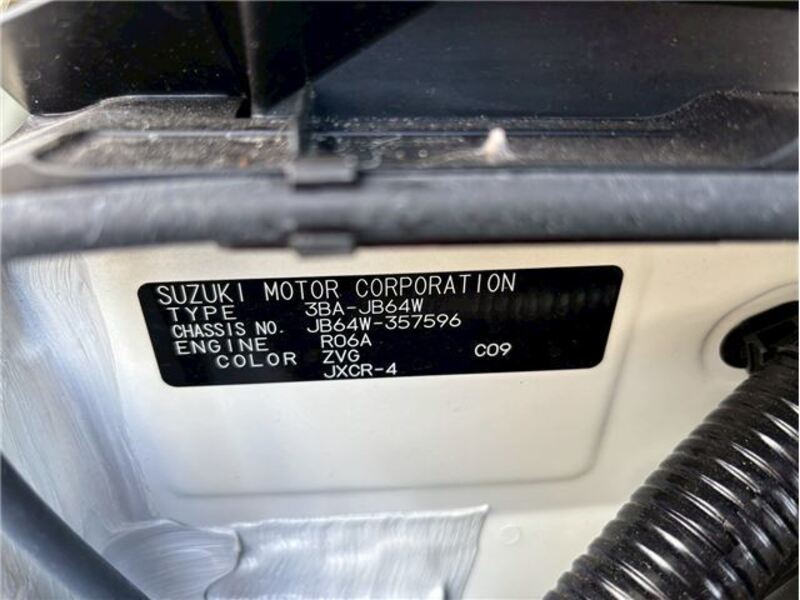 SUZUKI MOTOR CORPORATION
TYPE 3BA-JB64W
CHASSIS NO. JB64W-357596
ENGINE R06A
COLOR ZVG C09
JXCR-4